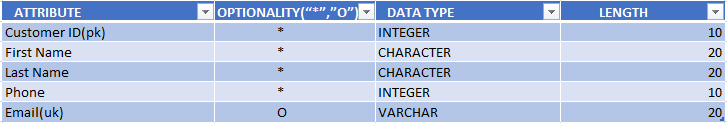 ATTRIBUTE OPTIONALITY("*","O") DATA TYPE LENGTH
Customer ID(pk) * INTEGER 10
First Name * CHARACTER 20
Last Name * CHARACTER 20
Phone * INTEGER 10
Email(uk) O VARCHAR 20